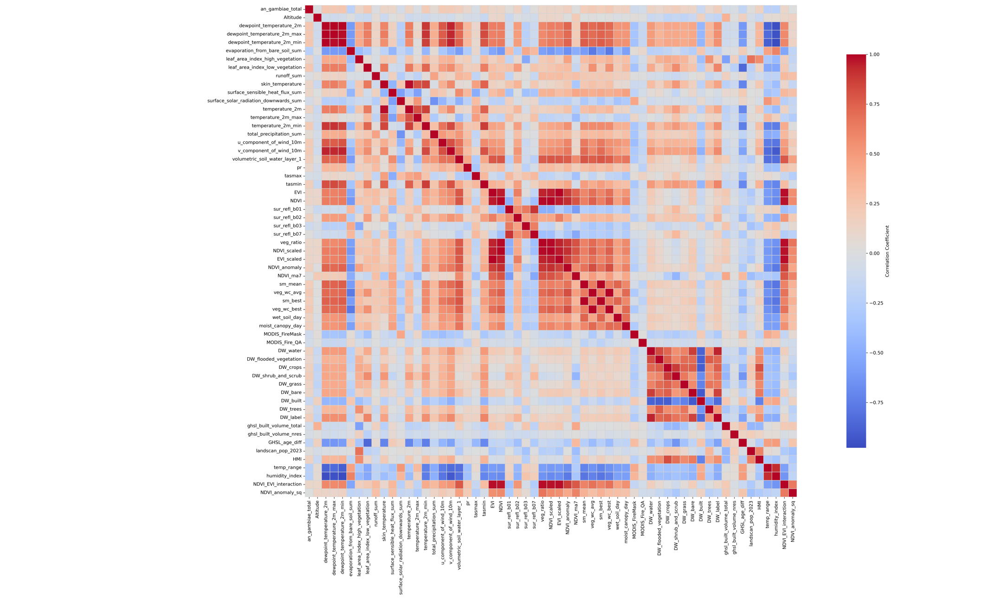 an_gambiae_total
Altitude
dewpoint_temperature_2m
dewpoint_temperature_2m_max
dewpoint_temperature_2m_min
evaporation_from_bare_soil_sum
leaf_area_index_high_vegetation
leaf_area_index_low_vegetation
runoff_sum
skin_temperature
surface_sensible_heat_flux_sum
surface_solar_radiation_downwards_sum
temperature_2m
temperature_2m_max
temperature_2m_min
total_precipitation_sum
u_component_of_wind_10m
v_component_of_wind_10m
volumetric_soil_water_layer_1
pr
tasmax
tasmin
EVI
NDVI
sur_refl_b01
sur_refl_b02
sur_refl_b03
sur_refl_b07
veg_ratio
NDVI_scaled
EVI_scaled
NDVI_anomaly
NDVI_ma7
sm_mean
veg_wc_avg
sm_best
veg_wc_best
wet_soil_day
moist_canopy_day
MODIS_FireMask
MODIS_Fire_QA
DW_water
DW_flooded_vegetation
DW_crops
DW_shrub_and_scrub
DW_grass
DW_bare
DW_built
DW_trees
DW_label
ghsl_built_volume_total
ghsl_built_volume_nres
GHSL_age_diff
landscan_pop_2023
HMI
temp_range
humidity_index
NDVI_EVI_interaction
NDVI_anomaly_sq
an_gambiae_total
Altitude
dewpoint_temperature_2m
dewpoint_temperature_2m_max
dewpoint_temperature_2m_min
evaporation_from_bare_soil_sum
leaf_area_index_high_vegetation
leaf_area_index_low_vegetation
runoff_sum
skin_temperature
surface_sensible_heat_flux_sum
surface_solar_radiation_downwards_sum
temperature_2m
temperature_2m_max
temperature_2m_min
total_precipitation_sum
u_component_of_wind_10m
v_component_of_wind_10m
volumetric_soil_water_layer_1
pr
tasmax
tasmin
EVI
NDVI
sur_refl_b01
sur_refl_b02
sur_refl_b03
sur_refl_b07
veg_ratio
NDVI_scaled
EVI_scaled
NDVI_anomaly
NDVI_ma7
sm_mean
veg_wc_avg
sm_best
veg_wc_best
wet_soil_day
moist_canopy_day
MODIS_FireMask
MODIS_Fire_QA
DW_water
DW_flooded_vegetation
DW_crops
DW_shrub_and_scrub
DW_grass
DW_bare
DW_built
DW_trees
DW_label
ghsl_built_volume_total
ghsl_built_volume_nres
GHSL_age_diff
landscan_pop_2023
HMI
temp_range
humidity_index
NDVI_EVI_interaction
NDVI_anomaly_sq
1.00
0.75
0.50
0.25
0.00
−0.25
−0.50
−0.75
Correlation Coefficient